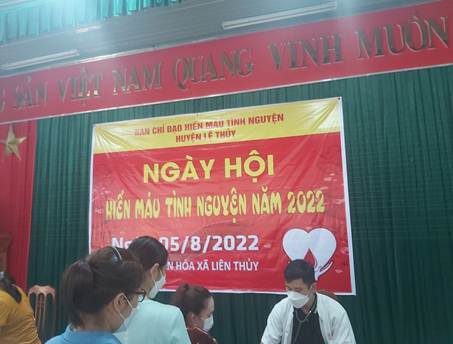 SẢN VIỆT NAM QUANG VINH MUÔN
BAN CHỈ ĐẠO HIẾN MÁU TÌNH NGUYỆN
HUYỆN LỆ THỦY
NGÀY HỘI
HIẾN MÁU TÌNH NGUYỆN NĂM 2022
05/8/2022
HÓA XÃ LIÊN THỦY